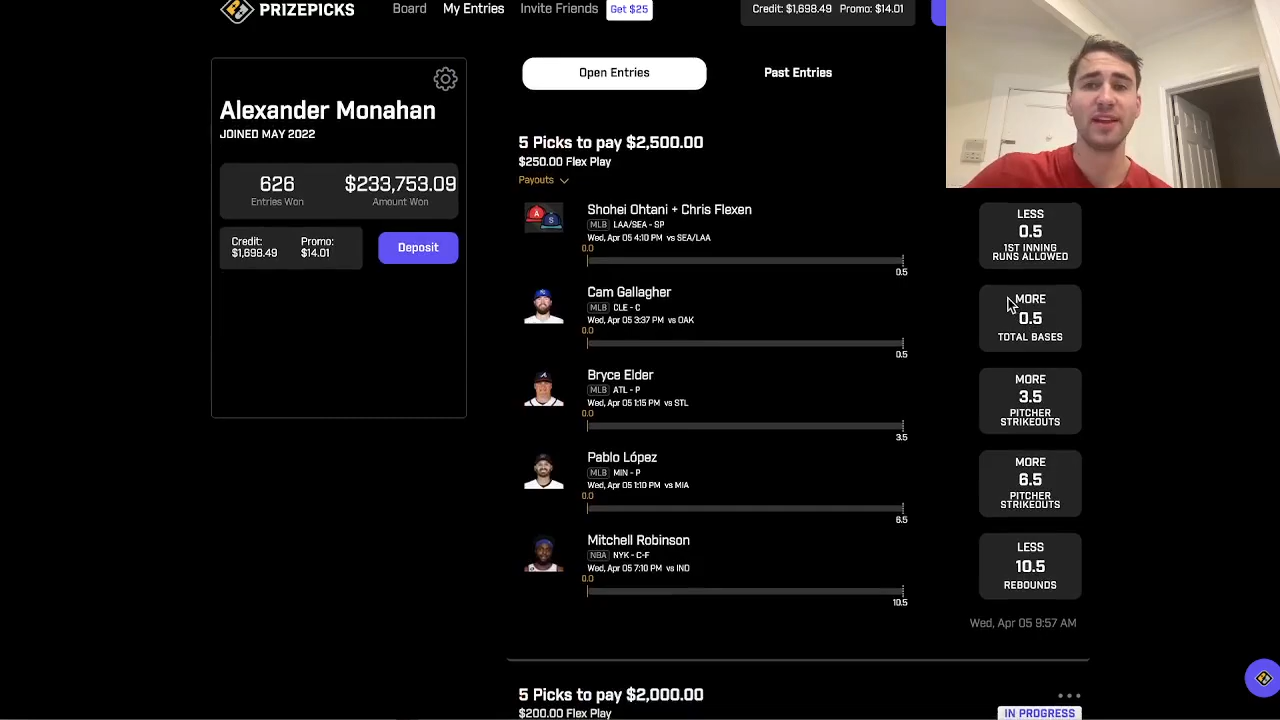 PRIZEPICKS
Board
My Entries
Invite Friends
Get $25
Credit: $1,698.49 Promo: $14.01
Alexander Monahan
JOINED MAY 2022
626
Entries Won
$233,753.09
Amount Won
Credit:
$1,698.49
Promo:
$14.01
Deposit
Open Entries
Past Entries
5 Picks to pay $2,500.00
$250.00 Flex Play
Payouts
Shohei Ohtani + Chris Flexen
MLB LAA/SEA - SP
Wed, Apr 05 4:10 PM vs SEA/LAA
0.0
0.5
LESS
0.5
1ST INNING
RUNS ALLOWED
A
S
Cam Gallagher
MLB CLE - C
Wed, Apr 05 3:37 PM vs OAK
0.0
0.5
MORE
0.5
TOTAL BASES
Bryce Elder
MLB ATL - P
Wed, Apr 05 1:15 PM vs STL
0.0
3.5
MORE
3.5
PITCHER
STRIKEOUTS
Pablo López
MLB MIN - P
Wed, Apr 05 1:10 PM vs MIA
0.0
6.5
MORE
6.5
PITCHER
STRIKEOUTS
Mitchell Robinson
NBA NYK - C-F
Wed, Apr 05 7:10 PM vs IND
0.0
10.5
LESS
10.5
REBOUNDS
Wed, Apr 05 9:57 AM
5 Picks to pay $2,000.00
$200.00 Flex Play
IN PROGRESS